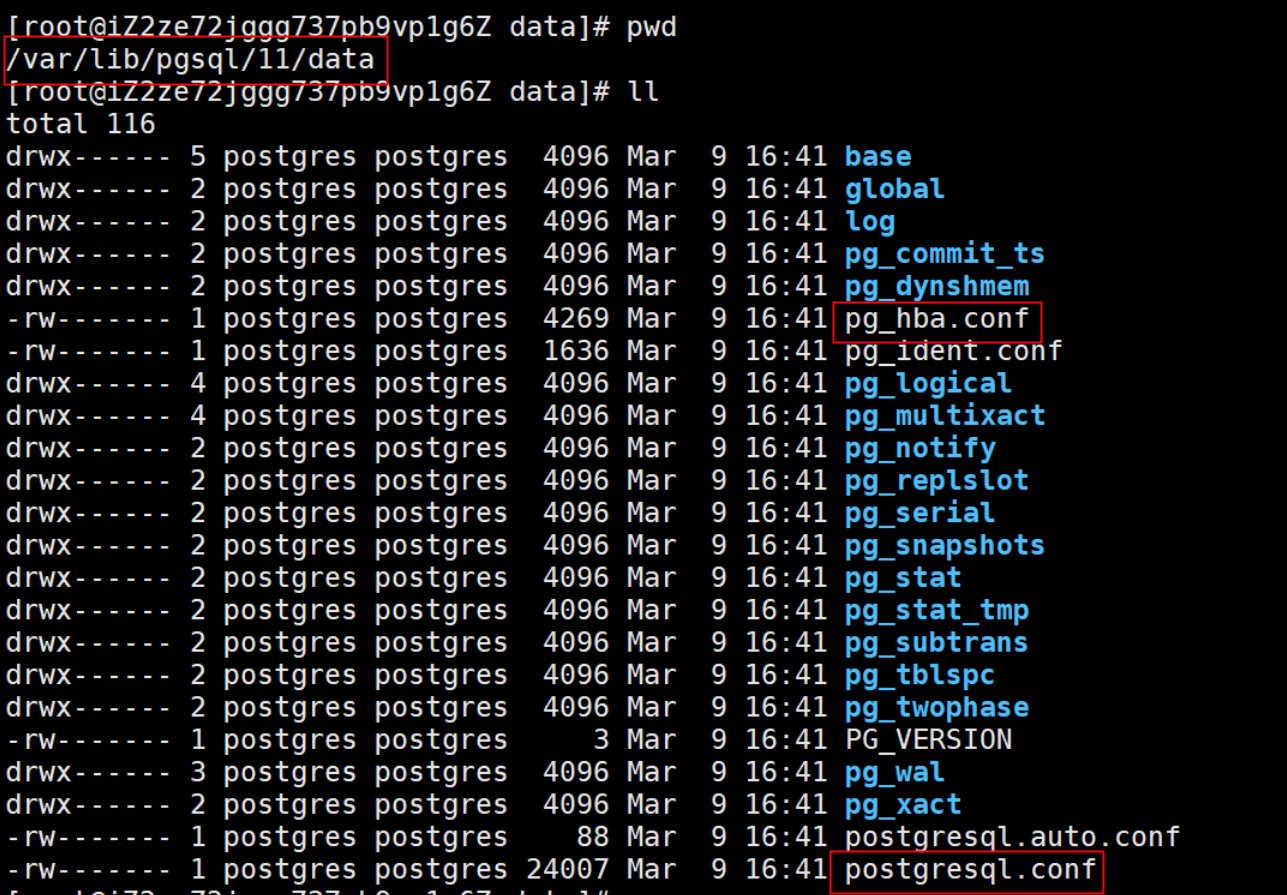 [root@iZ2ze72jggg737pb9vp1g6Z data]# pwd
/var/lib/pgsql/11/data
[root@iZ2ze72jggg737pb9vp1g6Z data]# ll
total 116
drwx------ 5 postgres postgres  4096 Mar  9 16:41 base
drwx------ 2 postgres postgres  4096 Mar  9 16:41 global
drwx------ 2 postgres postgres  4096 Mar  9 16:41 log
drwx------ 2 postgres postgres  4096 Mar  9 16:41 pg_commit_ts
drwx------ 2 postgres postgres  4096 Mar  9 16:41 pg_dynshmem
-rw------- 1 postgres postgres  4269 Mar  9 16:41 pg_hba.conf
-rw------- 1 postgres postgres  1636 Mar  9 16:41 pg_ident.conf
drwx------ 4 postgres postgres  4096 Mar  9 16:41 pg_logical
drwx------ 4 postgres postgres  4096 Mar  9 16:41 pg_multixact
drwx------ 2 postgres postgres  4096 Mar  9 16:41 pg_notify
drwx------ 2 postgres postgres  4096 Mar  9 16:41 pg_replslot
drwx------ 2 postgres postgres  4096 Mar  9 16:41 pg_serial
drwx------ 2 postgres postgres  4096 Mar  9 16:41 pg_snapshots
drwx------ 2 postgres postgres  4096 Mar  9 16:41 pg_stat
drwx------ 2 postgres postgres  4096 Mar  9 16:41 pg_stat_tmp
drwx------ 2 postgres postgres  4096 Mar  9 16:41 pg_subtrans
drwx------ 2 postgres postgres  4096 Mar  9 16:41 pg_tblspc
drwx------ 2 postgres postgres  4096 Mar  9 16:41 pg_twophase
-rw------- 1 postgres postgres     3 Mar  9 16:41 PG_VERSION
drwx------ 3 postgres postgres  4096 Mar  9 16:41 pg_wal
drwx------ 2 postgres postgres  4096 Mar  9 16:41 pg_xact
-rw------- 1 postgres postgres    88 Mar  9 16:41 postgresql.auto.conf
-rw------- 1 postgres postgres 24007 Mar  9 16:41 postgresql.conf